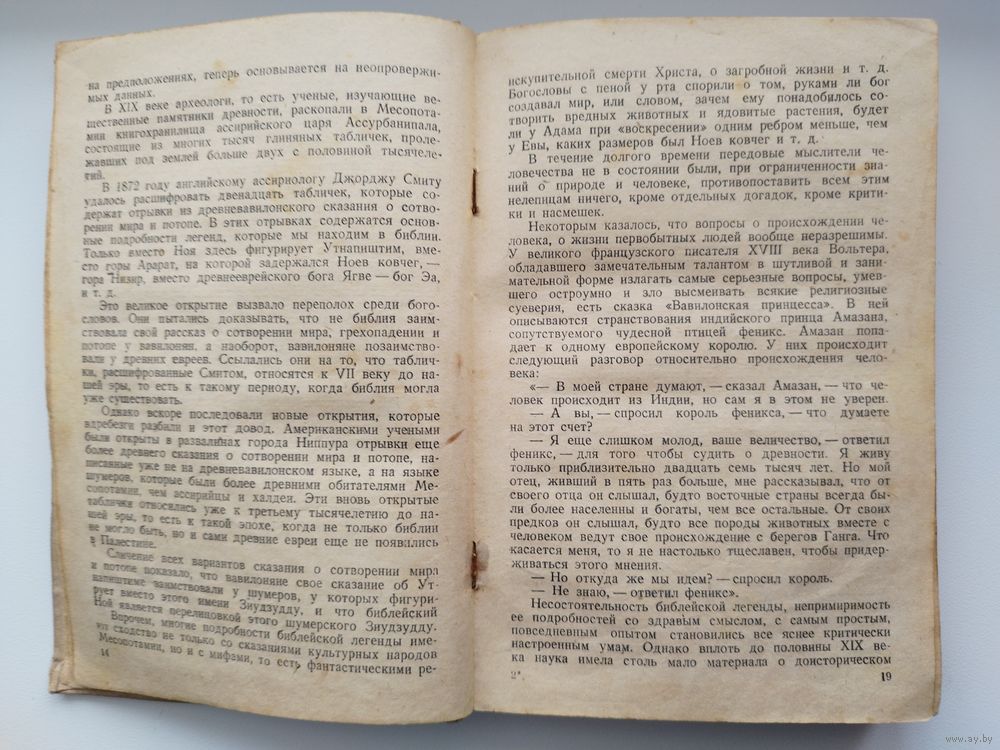 на предположениях, теперь основывается на неопровержи-
мых данных.
В XIX веке археологи, то есть ученые, изучающие ве-
щественные памятники древности, раскопали в Месопота-
мии книгохранилища ассирийского царя Ассурбанипала,
состоящие из многих тысяч глиняных табличек, проле-
жавших под землей больше двух с половиной тысячеле-
тий.
В 1872 году английскому ассириологу Джорджу Смиту
удалось расшифровать двенадцать табличек, которые со-
держат отрывки из древневавилонского сказания о сотво-
рении мира и потопе. В этих отрывках содержатся основ-
ные подробности легенд, которые мы находим в библии.
Только вместо Ноя здесь фигурирует Утнапиштим, вме-
сто горы Арарат, на которой задержался Ноев ковчег, —
гора Низир, вместо древнееврейского бога Ягве — бог Эа,
и т. д.
Это великое открытие вызвало переполох среди бого-
словов. Они пытались доказывать, что не библия заим-
ствовала свой рассказ о сотворении мира, грехопадении и
потопе у вавилонян, а наоборот, вавилоняне позаимство-
вали у древних евреев. Ссылались они на то, что таблич-
ки, расшифрованные Смитом, относятся к VII веку до на-
шей эры, то есть к такому периоду, когда библия могла
уже существовать.
Однако вскоре последовали новые открытия, которые
вдребезги разбили и этот довод. Американскими учеными
были открыты в развалинах города Ниппура отрывки еще
более древнего сказания о сотворении мира и потопе, на-
писанные уже не на древневавилонском языке, а на языке
шумеров, которые были более древними обитателями Ме-
сопотамии, чем ассирийцы и халдеи. Эти вновь открытые
таблички относились уже к третьему тысячелетию до на-
шей эры, то есть к такой эпохе, когда не только библии
не могло быть, но и сами древние евреи еще не появились
в Палестине.
Сличение всех вариантов сказания о сотворении мира
и потопе показало, что вавилоняне свое сказание об Ут-
напиштиме заимствовали у шумеров, у которых фигури-
рует вместо этого имени Зиудзудду, и что библейский
Ной является перелицовкой этого шумерского Зиудзудду.
Впрочем, многие подробности библейской легенды име-
ют сходство не только со сказаниями культурных народов
Месопотамии, но и с мифами, то есть фантастическими ре-
14
искупительной смерти Христа, о загробной жизни и т. д.
Богословы с пеной у рта спорили о том, руками ли бог
создавал мир, или словом, зачем ему понадобилось со-
творить вредных животных и ядовитые растения, будет
ли у Адама при «воскресении» одним ребром меньше, чем
у Евы, каких размеров был Ноев ковчег и т. д.
В течение долгого времени передовые мыслители че-
ловечества не в состоянии были, при ограниченности зна-
ний о природе и человеке, противопоставить всем этим
нелепицам ничего, кроме отдельных догадок, кроме крити-
ки и насмешек.
Некоторым казалось, что вопросы о происхождении че-
ловека, о жизни первобытных людей вообще неразрешимы.
У великого французского писателя XVIII века Вольтера,
обладавшего замечательным талантом в шутливой и зани-
мательной форме излагать самые серьезные вопросы, умев-
шего остроумно и зло высмеивать всякие религиозные
суеверия, есть сказка «Вавилонская принцесса». В ней
описываются странствования индийского принца Амазана,
сопутствуемого чудесной птицей феникс. Амазан попа-
дает к одному европейскому королю. У них происходит
следующий разговор относительно происхождения чело-
века:
«— В моей стране думают, — сказал Амазан, — что че-
ловек происходит из Индии, но сам я в этом не уверен.
— А вы, — спросил король феникса, — что думаете
на этот счет?
— Я еще слишком молод, ваше величество, — ответил
феникс, — для того чтобы судить о древности. Я живу
только приблизительно двадцать семь тысяч лет. Но мой
отец, живший в пять раз больше, мне рассказывал, что от
своего отца он слышал, будто восточные страны всегда бы-
ли более населенны и богаты, чем все остальные. От своих
предков он слышал, будто все породы животных вместе с
человеком ведут свое происхождение с берегов Ганга. Что
касается меня, то я не настолько тщеславен, чтобы придер-
живаться этого мнения.
— Но откуда же мы идем? — спросил король.
— Не знаю, — ответил феникс».
Несостоятельность библейской легенды, непримиримость
ее подробностей со здравым смыслом, с самым простым,
повседневным опытом становились все яснее критически
настроенным умам. Однако вплоть до половины XIX ве-
ка наука имела столь мало материала о доисторическом
2*
19
www.ay.by